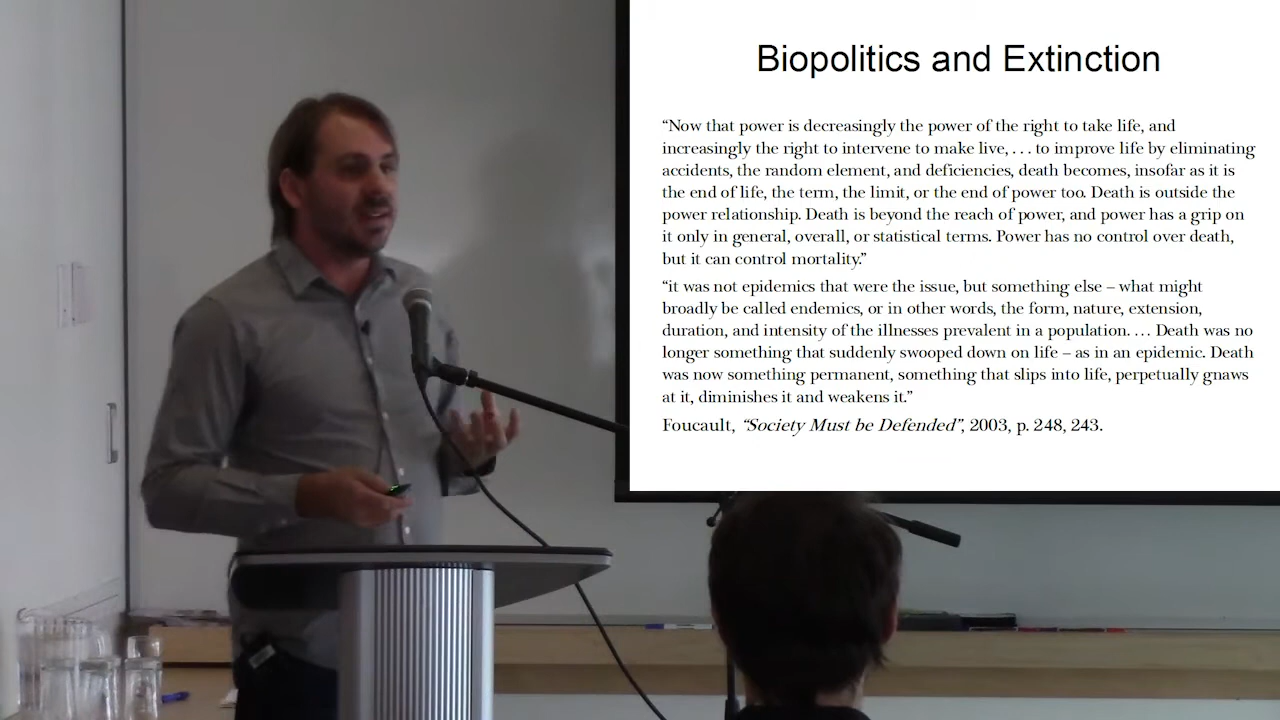 Biopolitics and Extinction
“Now that power is decreasingly the power of the right to take life, and
increasingly the right to intervene to make live, . . . to improve life by eliminating
accidents, the random element, and deficiencies, death becomes, insofar as it is
the end of life, the term, the limit, or the end of power too. Death is outside the
power relationship. Death is beyond the reach of power, and power has a grip on
it only in general, overall, or statistical terms. Power has no control over death,
but it can control mortality.”
“it was not epidemics that were the issue, but something else – what might
broadly be called endemics, or in other words, the form, nature, extension,
duration, and intensity of the illnesses prevalent in a population. … Death was no
longer something that suddenly swooped down on life – as in an epidemic. Death
was now something permanent, something that slips into life, perpetually gnaws
at it, diminishes it and weakens it.”
Foucault, “Society Must be Defended”, 2003, p. 248, 243.